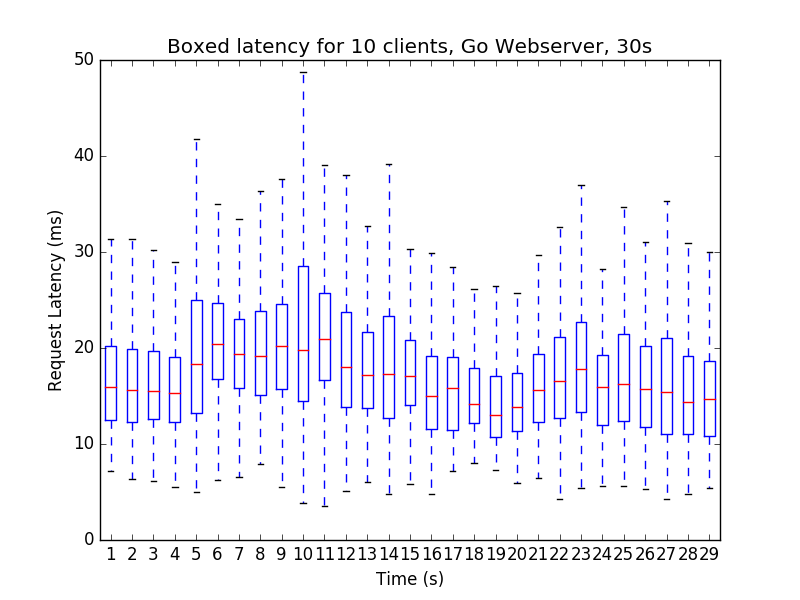 Boxed latency for 10 clients, Go Webserver, 30s
50
40
30
20
10
0
Request Latency (ms)
1 2 3 4 5 6 7 8 9 10 11 12 13 14 15 16 17 18 19 20 21 22 23 24 25 26 27 28 29
Time (s)